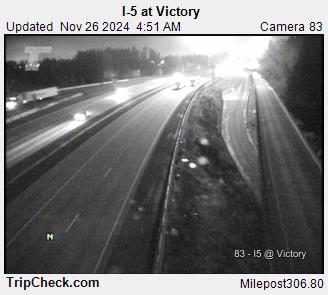 I-5 at Victory
Updated Nov 26 2024 4:51 AM Camera 83
T
N
83 - I5 @ Victory
TripCheck.com Milepost306.80